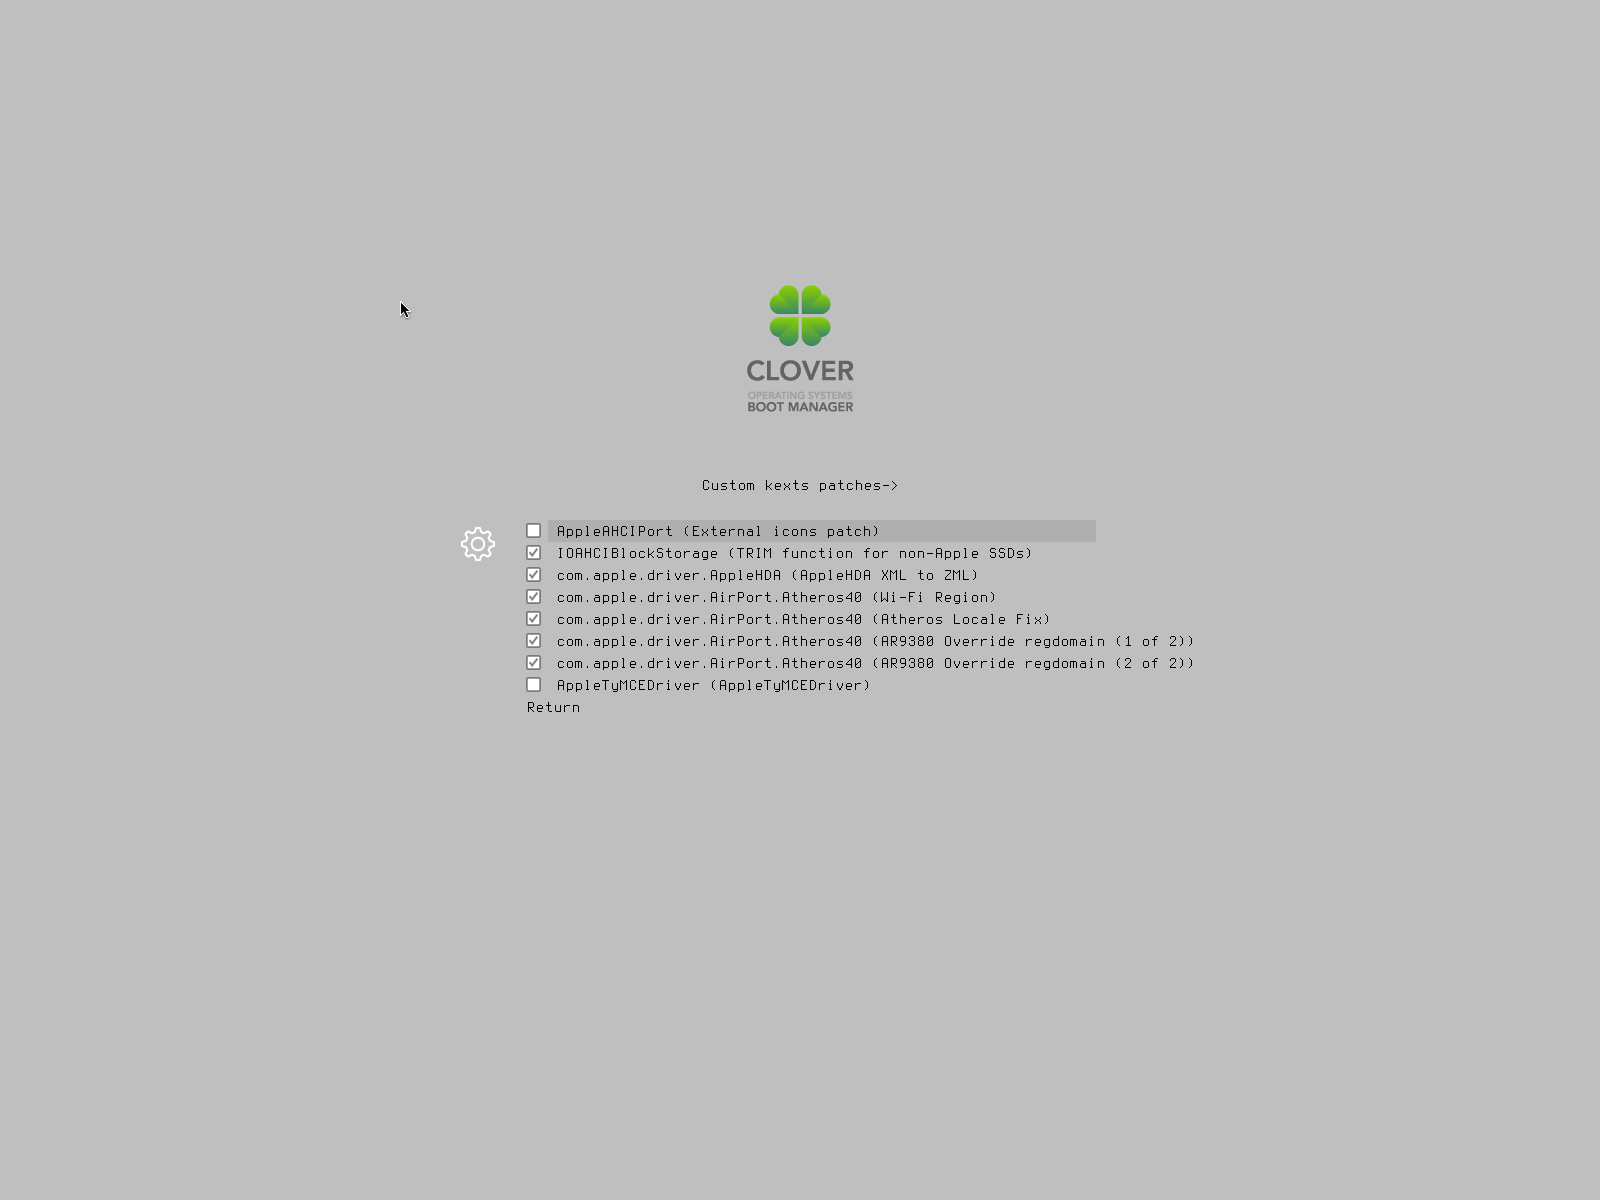 CLOVER
OPERATING SYSTEMS
BOOT MANAGER
Custom kexts patches->
AppleAHCIPort (External icons patch)
IOAHCIBlockStorage (TRIM function for non-Apple SSDs)
com.apple.driver.AppleHDA (AppleHDA XML to ZML)
com.apple.driver.AirPort.Atheros40 (Wi-Fi Region)
com.apple.driver.AirPort.Atheros40 (Atheros Locale Fix)
com.apple.driver.AirPort.Atheros40 (AR9380 Override regdomain (1 of 2))
com.apple.driver.AirPort.Atheros40 (AR9380 Override regdomain (2 of 2))
AppleTyMCEDriver (AppleTyMCEDriver)
Return